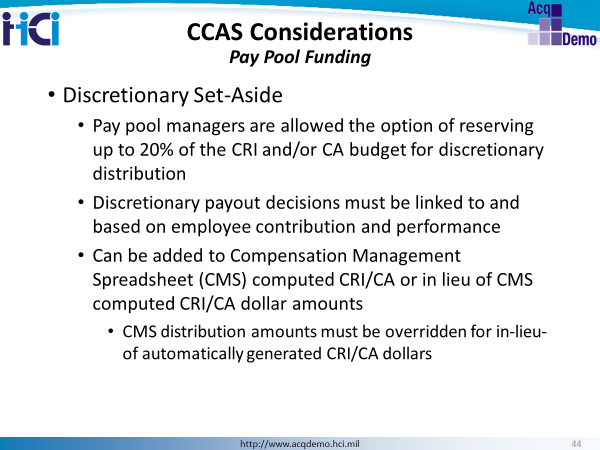 HCi
Acq
Demo
CCAS Considerations
Pay Pool Funding
• Discretionary Set-Aside
• Pay pool managers are allowed the option of reserving
up to 20% of the CRI and/or CA budget for discretionary
distribution
• Discretionary payout decisions must be linked to and
based on employee contribution and performance
• Can be added to Compensation Management
Spreadsheet (CMS) computed CRI/CA or in lieu of CMS
computed CRI/CA dollar amounts
• CMS distribution amounts must be overridden for in-lieu-
of automatically generated CRI/CA dollars
http://www.acqdemo.hci.mil
44